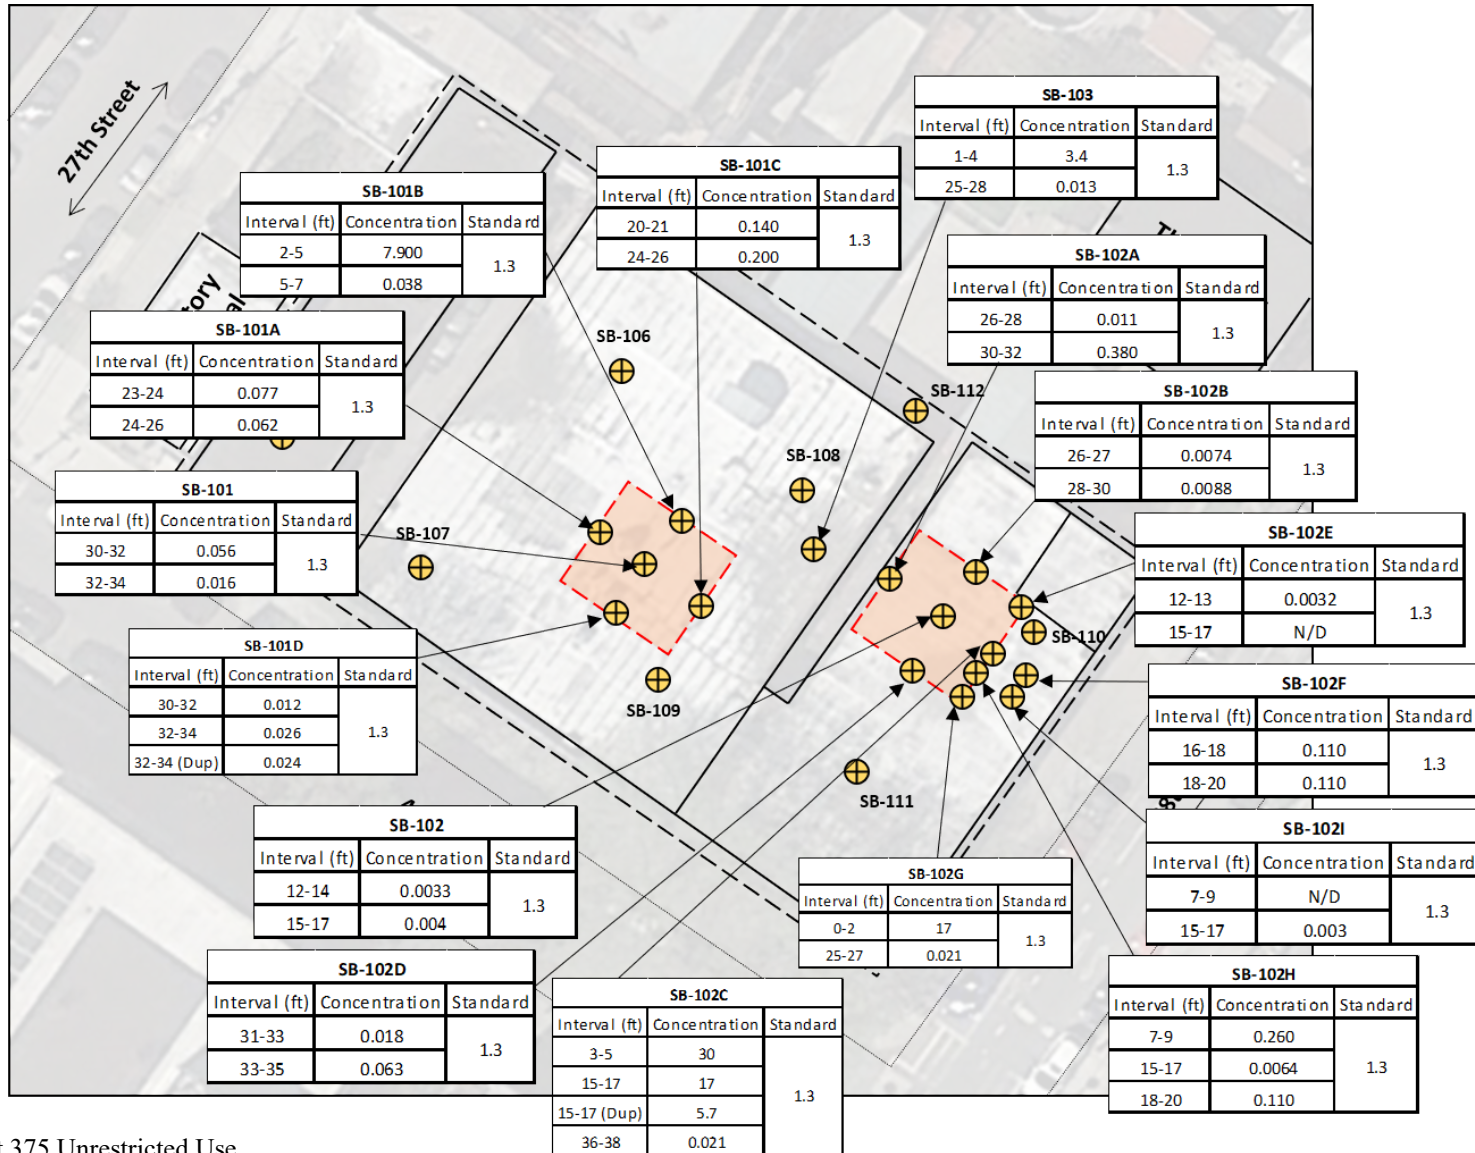 27th Street
SB-103
Interval (ft) Concentration Standard
1-4 3.4 1.3
25-28 0.013
SB-101C
Interval (ft) Concentration Standard
20-21 0.140 1.3
24-26 0.200
SB-101B
Interval (ft) Concentration Standard
2-5 7.900 1.3
5-7 0.038
SB-102A
Interval (ft) Concentration Standard
26-28 0.011 1.3
30-32 0.380
SB-101A
Interval (ft) Concentration Standard
23-24 0.077 1.3
24-26 0.062
SB-106
SB-112
SB-102B
Interval (ft) Concentration Standard
26-27 0.0074 1.3
28-30 0.0088
SB-108
SB-101
Interval (ft) Concentration Standard
30-32 0.056 1.3
32-34 0.016
SB-107
SB-102E
Interval (ft) Concentration Standard
12-13 0.0032 1.3
15-17 N/D
SB-110
SB-101D
Interval (ft) Concentration Standard
30-32 0.012
32-34 0.026 1.3
32-34 (Dup) 0.024
SB-109
SB-102F
Interval (ft) Concentration Standard
16-18 0.110 1.3
18-20 0.110
SB-111
SB-102
Interval (ft) Concentration Standard
12-14 0.0033 1.3
15-17 0.004
SB-102I
Interval (ft) Concentration Standard
7-9 N/D 1.3
15-17 0.003
SB-102G
Interval (ft) Concentration Standard
0-2 17 1.3
25-27 0.021
SB-102D
Interval (ft) Concentration Standard
31-33 0.018 1.3
33-35 0.063
SB-102C
Interval (ft) Concentration Standard
3-5 30
15-17 17 1.3
15-17 (Dup) 5.7
36-38 0.021
SB-102H
Interval (ft) Concentration Standard
7-9 0.260
15-17 0.0064 1.3
18-20 0.110
375 Unrestricted Use